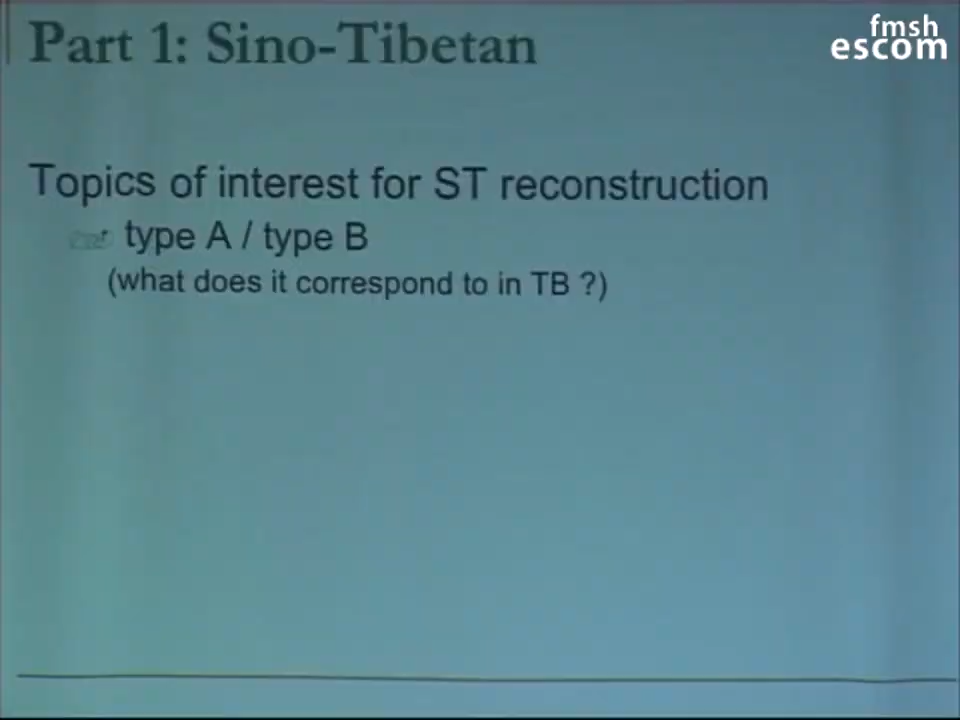 Part 1: Sino-Tibetan
fmsh
escom
Topics of interest for ST reconstruction
type A / type B
(what does it correspond to in TB ?)